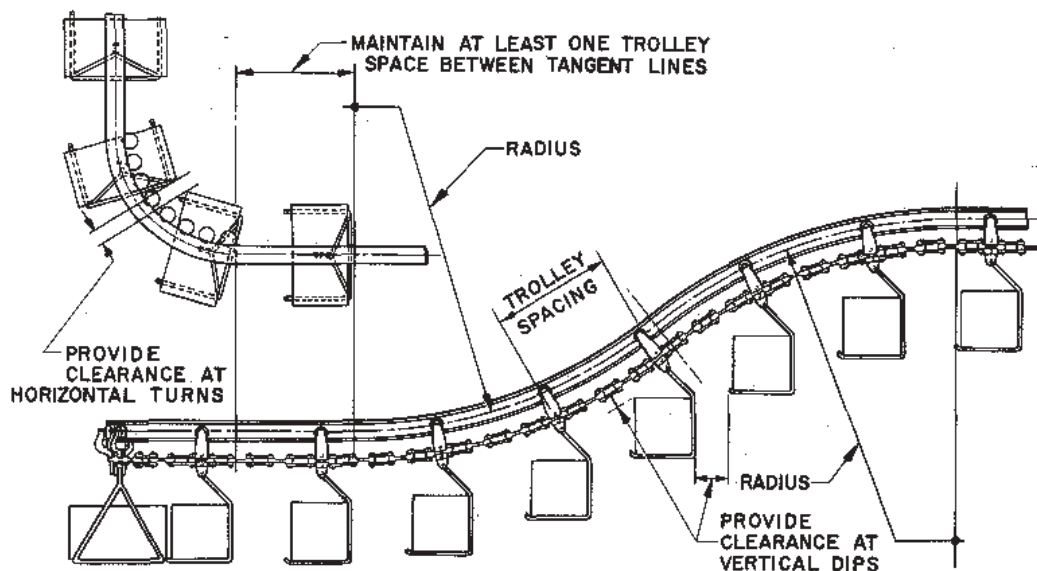 MAINTAIN AT LEAST ONE TROLLEY
SPACE BETWEEN TANGENT LINES
RADIUS
TROLLEY
SPACING
PROVIDE
CLEARANCE AT
HORIZONTAL TURNS
RADIUS
PROVIDE
CLEARANCE AT
VERTICAL DIPS